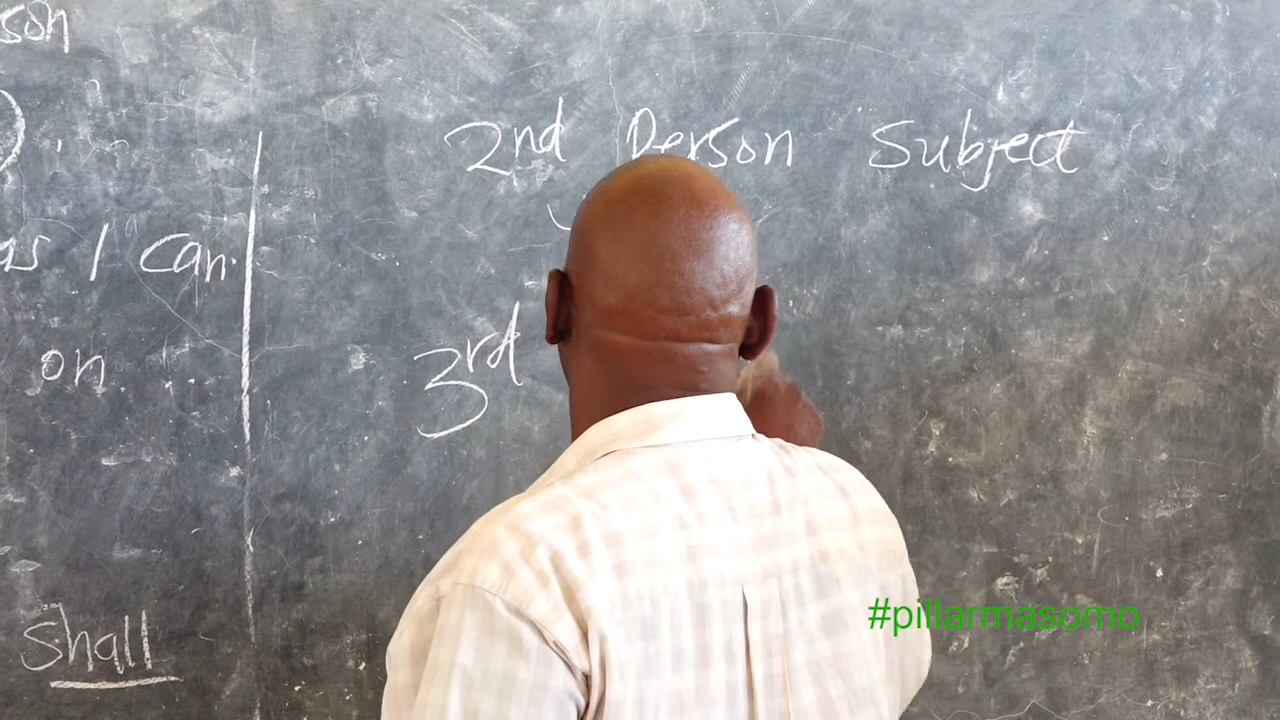 son
as I can.
on.
Shall
2nd Person Subject
3rd
#pillarmasomo